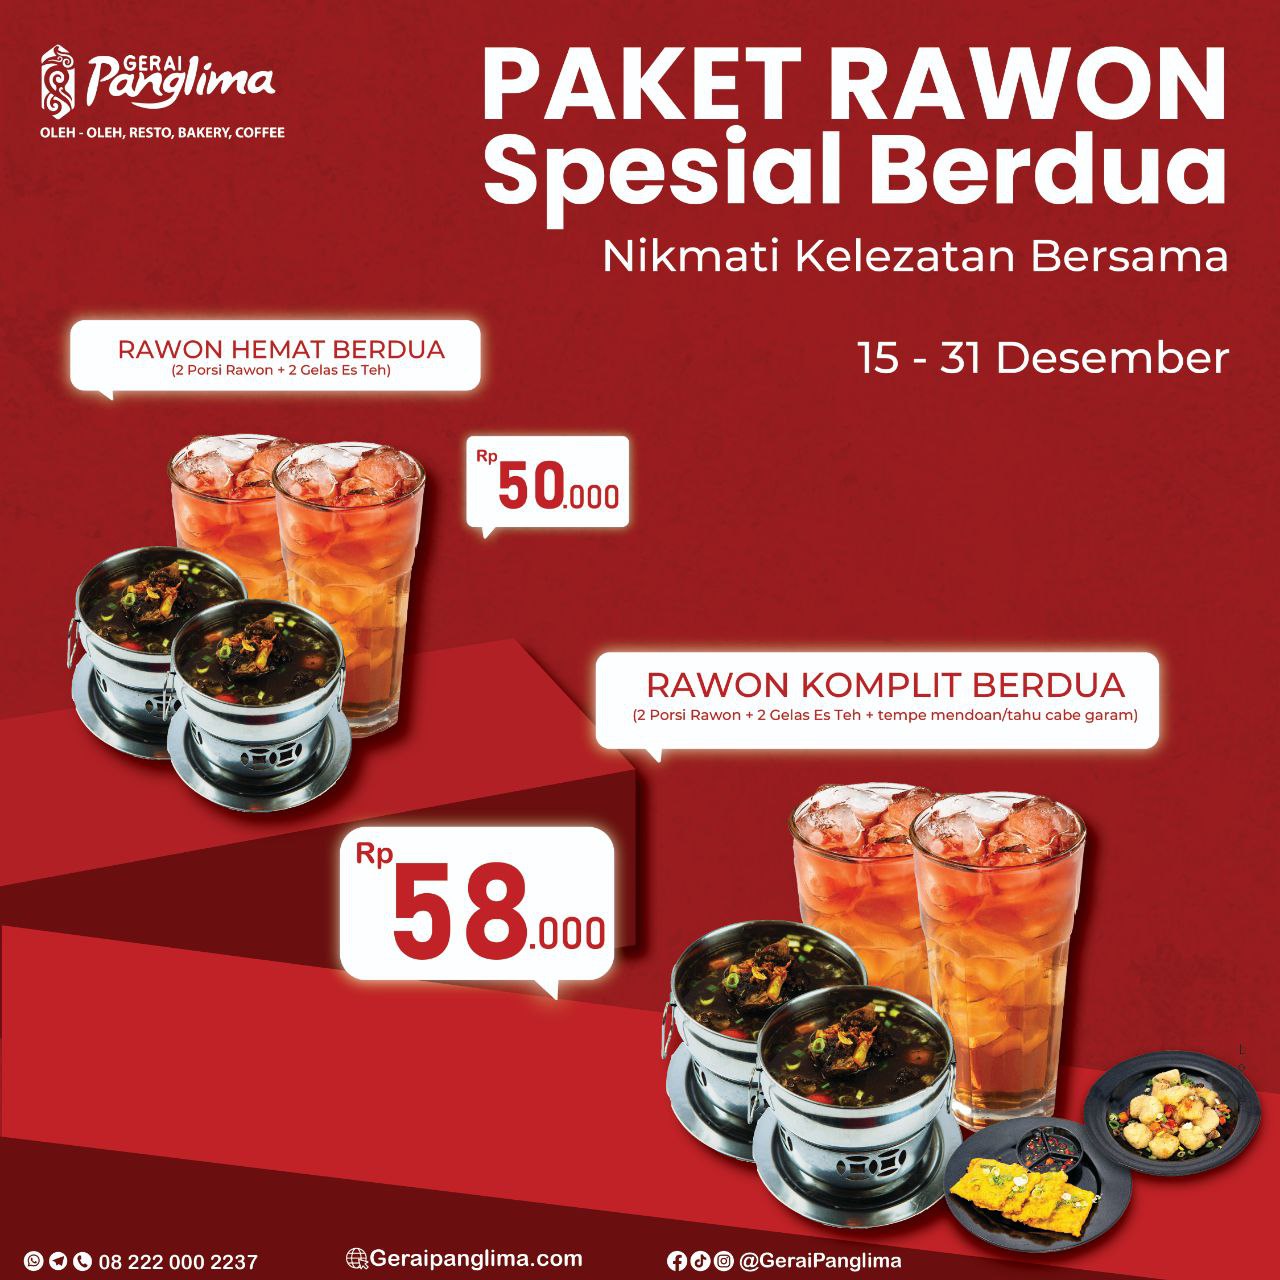 GERAI
Panglima
OLEH - OLEH, RESTO, BAKERY, COFFEE
PAKET RAWON
Spesial Berdua
Nikmati Kelezatan Bersama
15 - 31 Desember
RAWON HEMAT BERDUA
(2 Porsi Rawon + 2 Gelas Es Teh)
Rp 50.000
RAWON KOMPLIT BERDUA
(2 Porsi Rawon + 2 Gelas Es Teh + tempe mendoan/tahu cabe garam)
Rp 58.000
08 222 000 2237
Geraipanglima.com
@GeraiPanglima